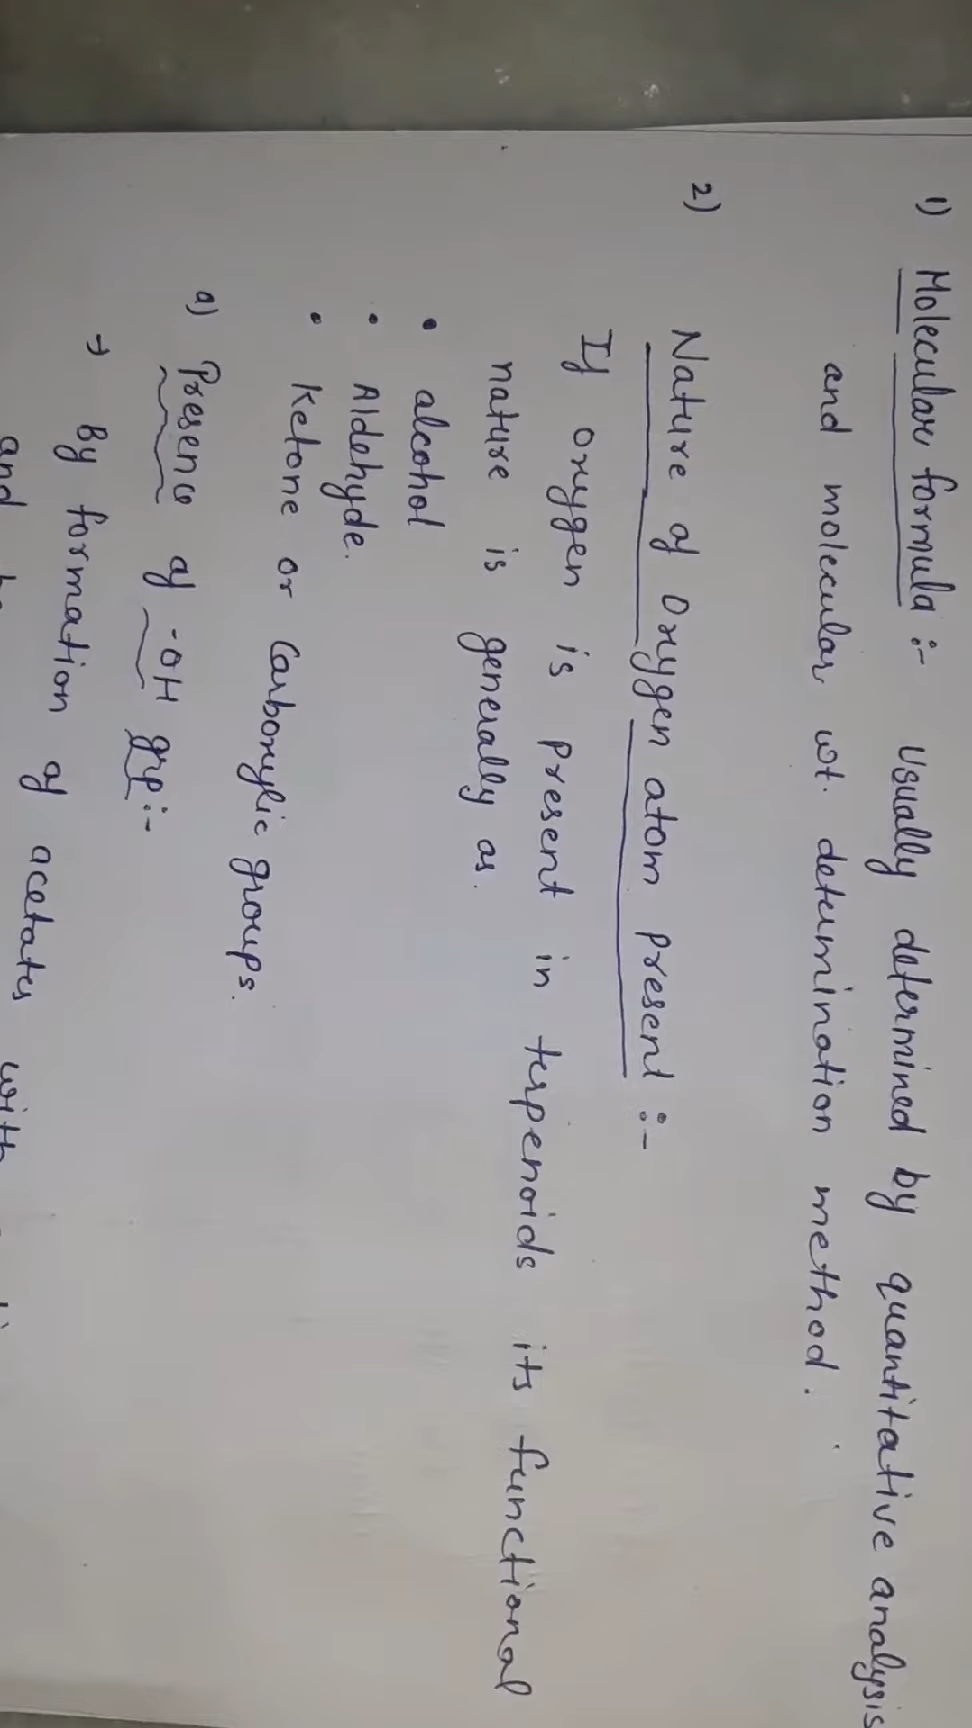 1) Molecular formula :- Usually determined by quantitative analysis
and molecular wt. determination method.
2) Nature of Oxygen atom present :-
If oxygen is present in terpenoids its functional
nature is generally as.
• alcohol
• Aldehyde.
• Ketone or Carboxylic groups.
a) Presence of -OH grp :-
→ By formation of acetates with
and